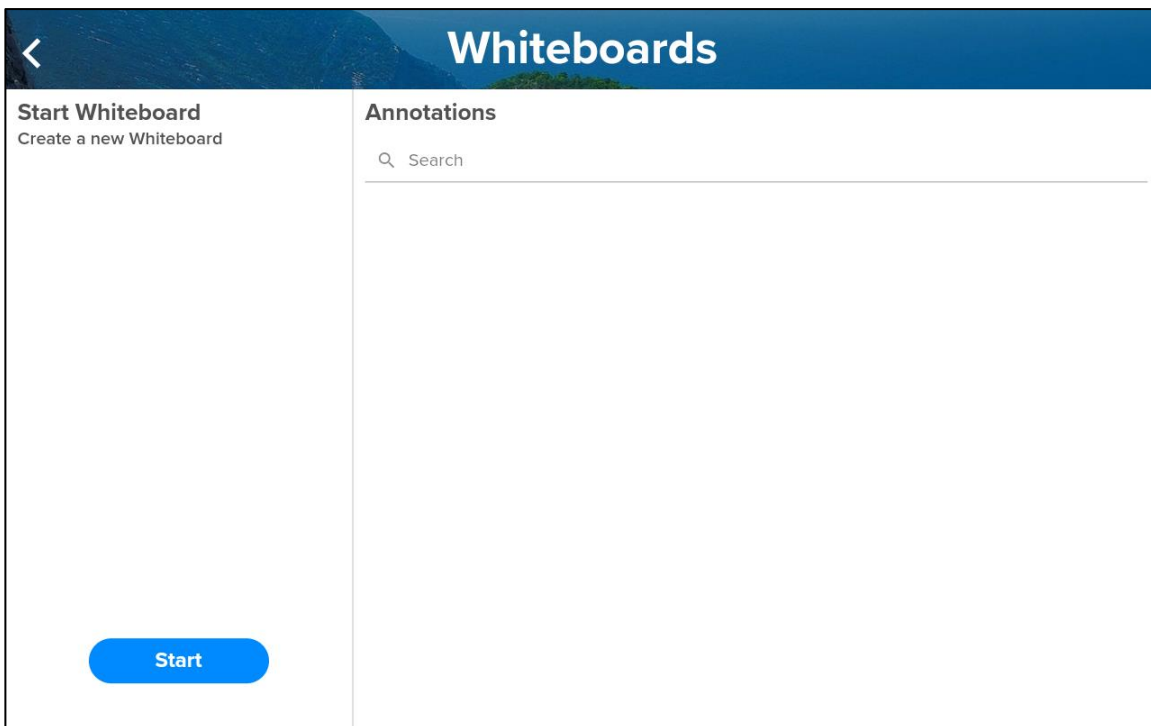 Whiteboards
Start Whiteboard
Create a new Whiteboard
Annotations
Search
Start